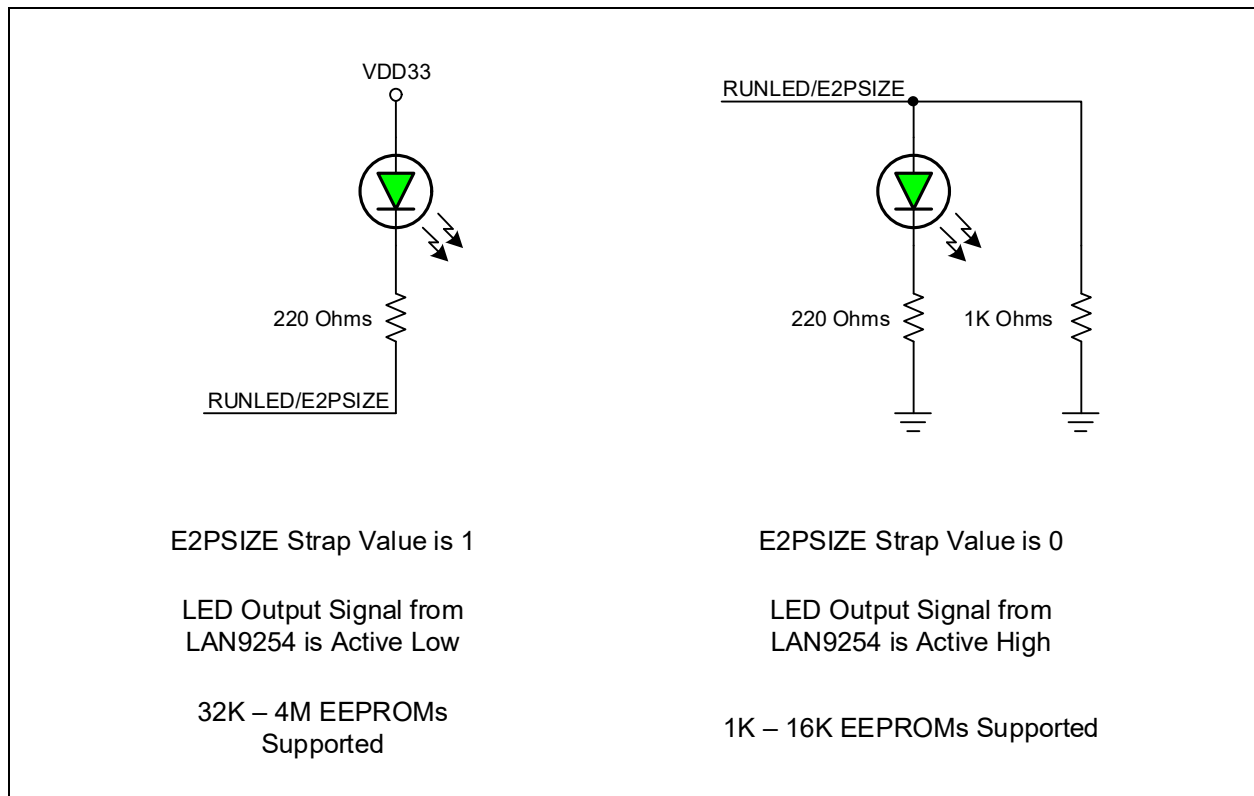 VDD33
220 Ohms
RUNLED/E2PSIZE
E2PSIZE Strap Value is 1
LED Output Signal from
LAN9254 is Active Low
32K – 4M EEPROMs
Supported
RUNLED/E2PSIZE
220 Ohms
1K Ohms
E2PSIZE Strap Value is 0
LED Output Signal from
LAN9254 is Active High
1K – 16K EEPROMs Supported